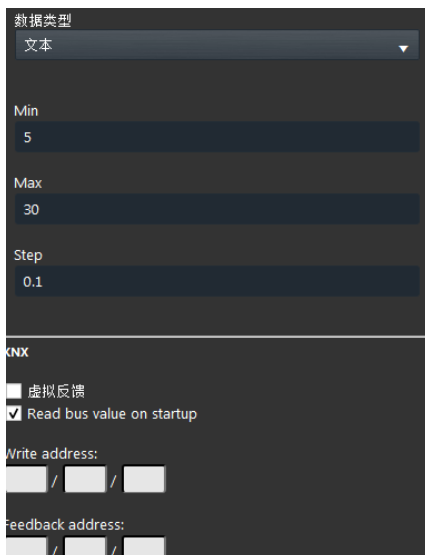 数据类型
文本
Min
5
Max
30
Step
0.1
KNX
虚拟反馈
Read bus value on startup
Write address:
/ /
Feedback address:
/ /